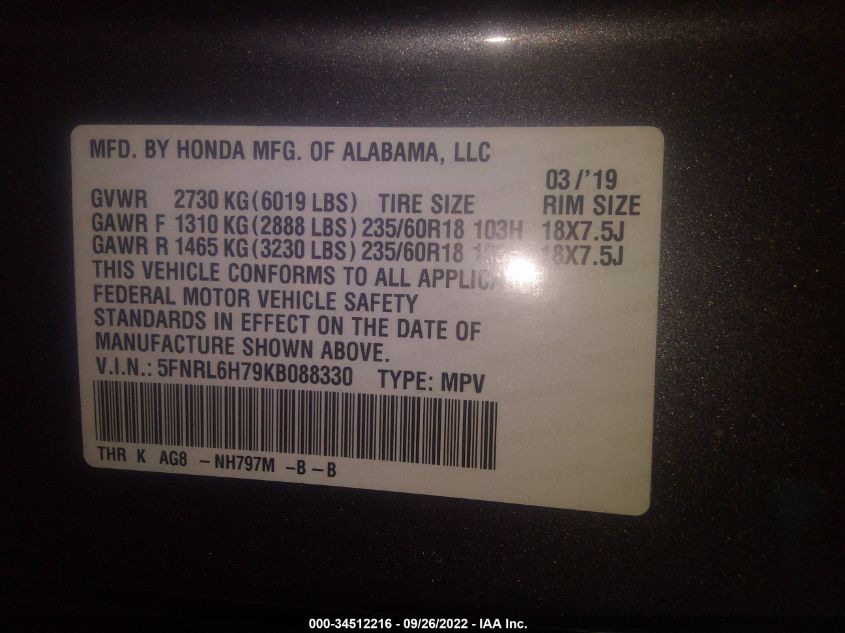 MFD. BY HONDA MFG. OF ALABAMA, LLC
03/'19
GVWR 2730 KG(6019 LBS) TIRE SIZE RIM SIZE
GAWR F 1310 KG(2888 LBS) 235/60R18 103H 18X7.5J
GAWR R 1465 KG(3230 LBS) 235/60R18 18X7.5J
THIS VEHICLE CONFORMS TO ALL
FEDERAL MOTOR VEHICLE SAFETY
STANDARDS IN EFFECT ON THE DATE OF
MANUFACTURE SHOWN ABOVE.
V.I.N.: 5FNRL6H79KB088330 TYPE: MPV
THR K AG8 -NH797M -B-B
000-34512216 - 09/26/2022 - IAA Inc.